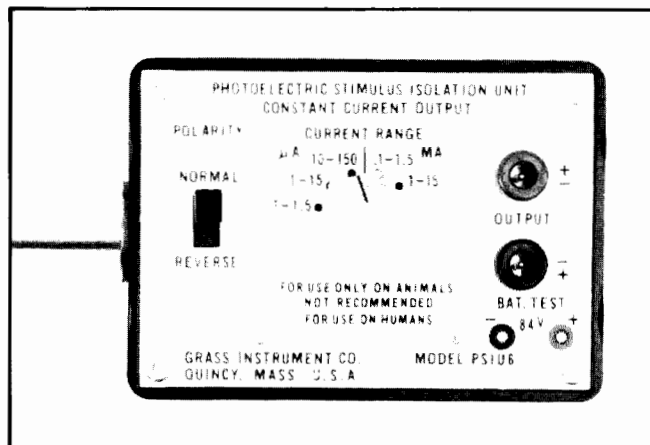 PHOTOELECTRIC STIMULUS ISOLATION UNIT
CONSTANT CURRENT OUTPUT
POLARITY
CURRENT RANGE
μA 10-150 .1-1.5 MA
NORMAL
1-15 1-15
.1-1.5
+
−
OUTPUT
REVERSE
−
+
FOR USE ONLY ON ANIMALS
NOT RECOMMENDED
FOR USE ON HUMANS
BAT. TEST
− 84V +
GRASS INSTRUMENT CO.
QUINCY, MASS U.S.A
MODEL PSIU6